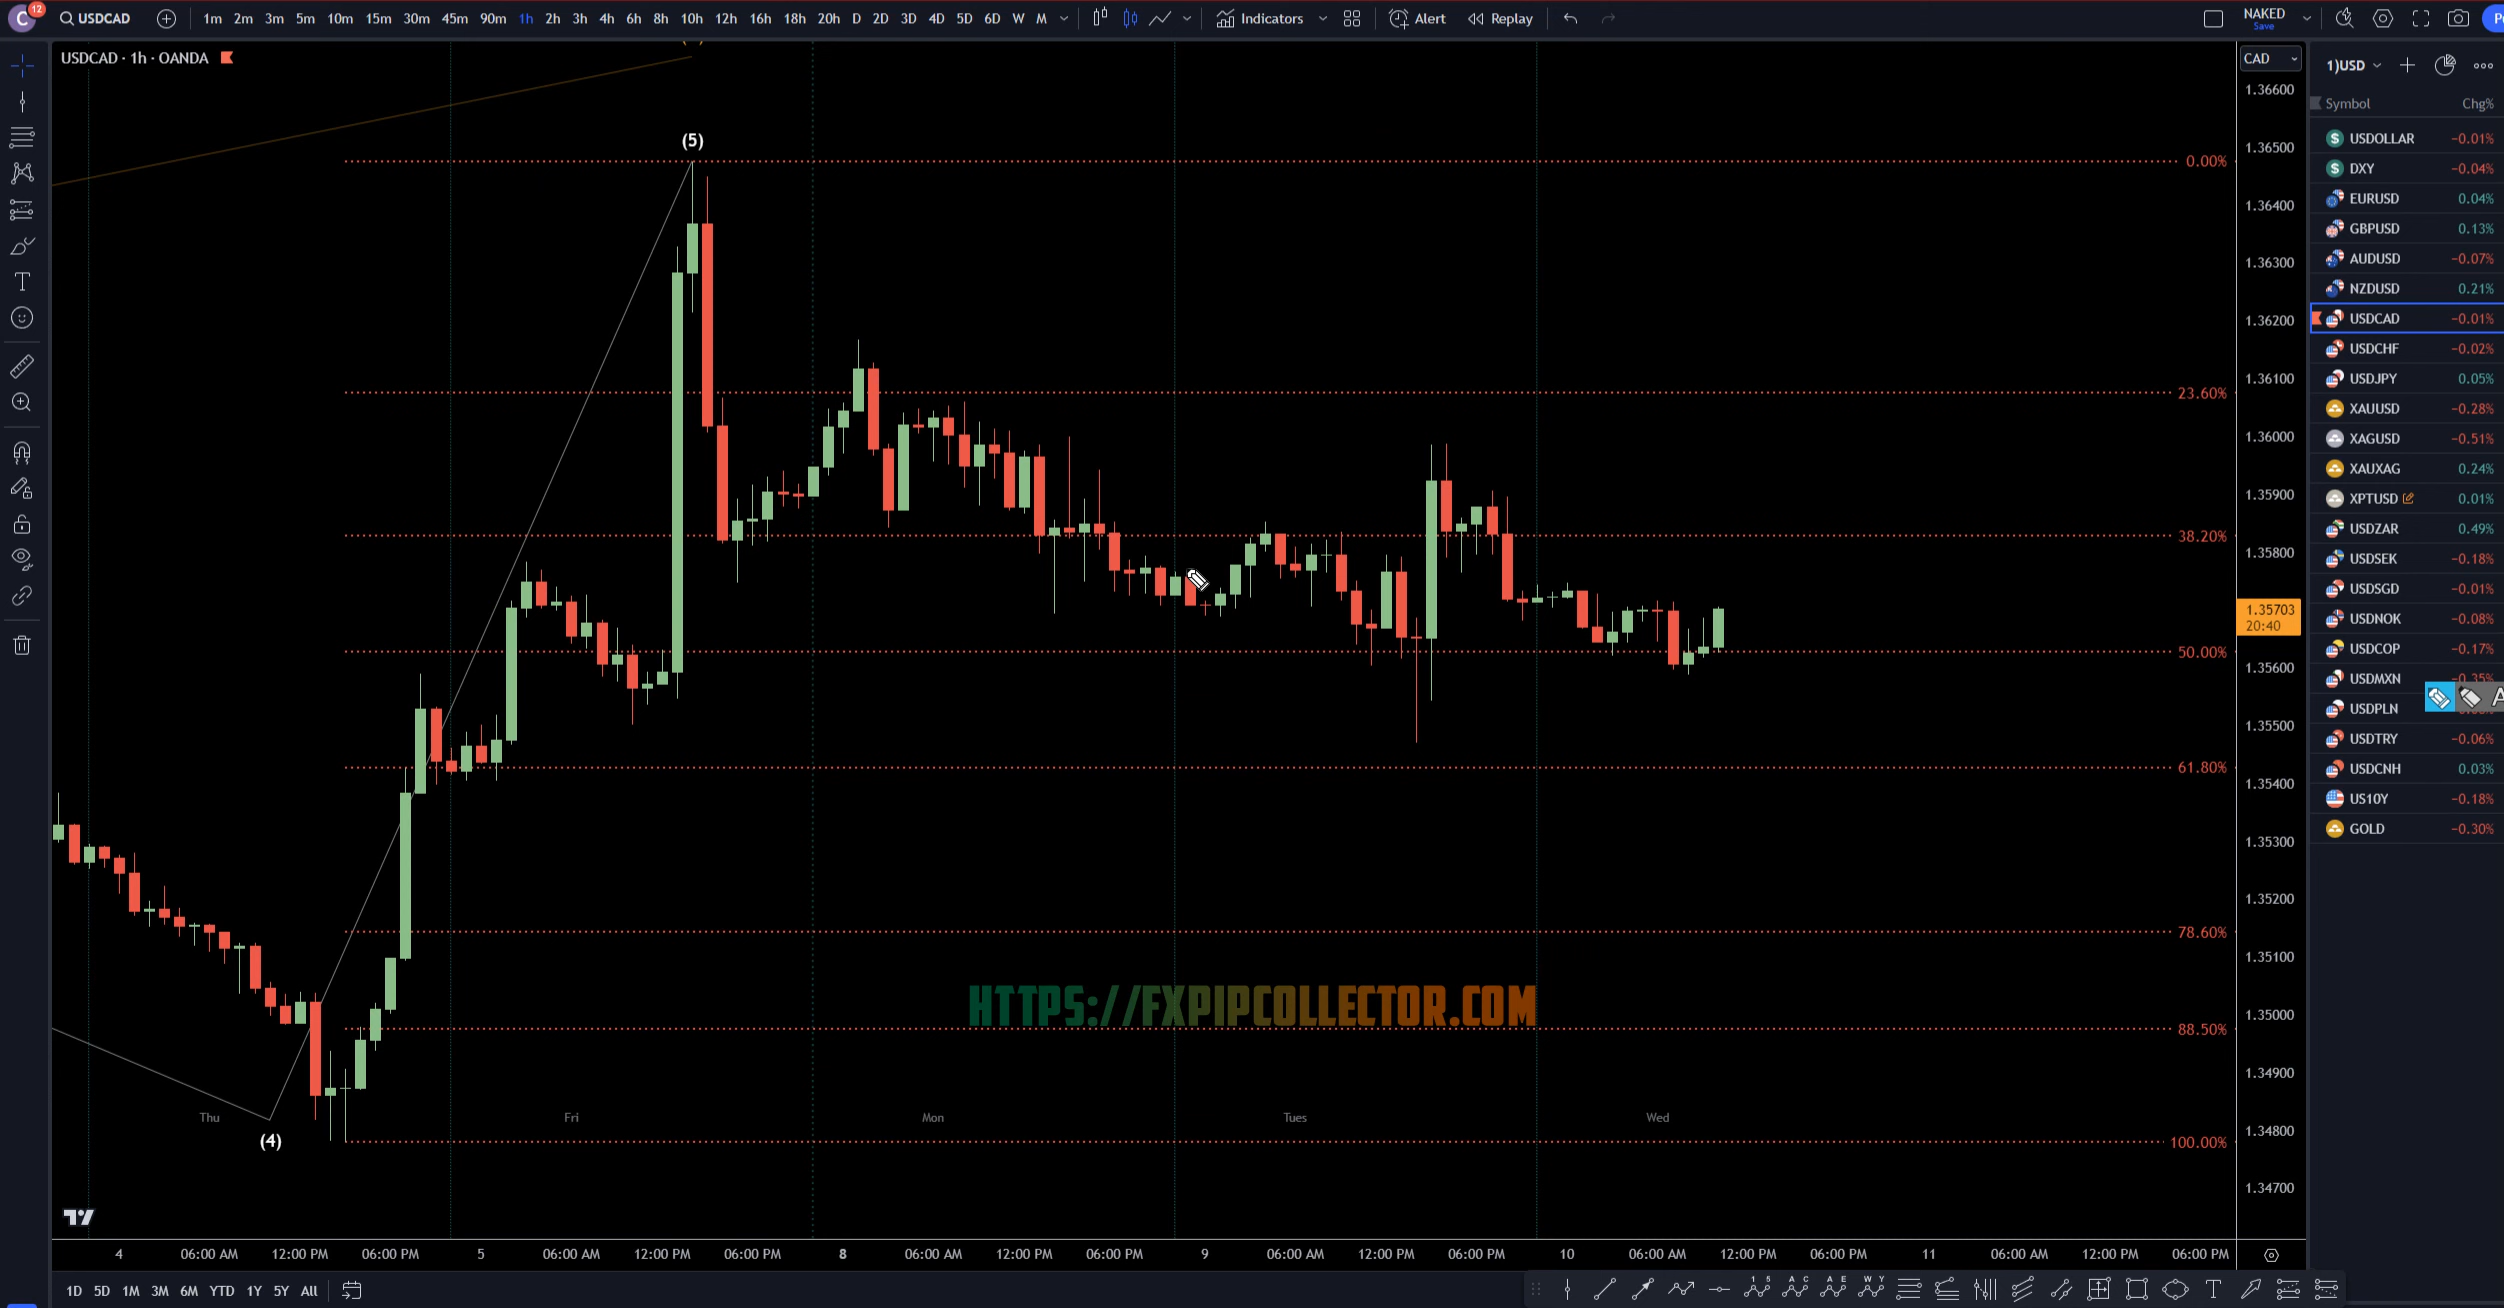 C 12 USDCAD 1m 2m 3m 5m 10m 15m 30m 45m 90m 1h 2h 3h 4h 6h 8h 10h 12h 16h 18h 20h D 2D 3D 4D 5D 6D W M Indicators Alert Replay NAKED
Save
USDCAD · 1h · OANDA
CAD
1)USD
Symbol Chg%
1.36600
1.36500
1.36400
1.36300
1.36200
1.36100
1.36000
1.35900
1.35800
1.35703
20:40
1.35600
1.35500
1.35400
1.35300
1.35200
1.35100
1.35000
1.34900
1.34800
1.34700
(5)
0.00%
23.60%
38.20%
50.00%
61.80%
78.60%
88.50%
100.00%
(4)
HTTPS://FXPIPCOLLECTOR.COM
Thu Fri Mon Tues Wed
4 06:00 AM 12:00 PM 06:00 PM 5 06:00 AM 12:00 PM 06:00 PM 8 06:00 AM 12:00 PM 06:00 PM 9 06:00 AM 12:00 PM 06:00 PM 10 06:00 AM 12:00 PM 06:00 PM 11 06:00 AM 12:00 PM 06:00 PM
USDOLLAR −0.01%
DXY −0.04%
EURUSD 0.04%
GBPUSD 0.13%
AUDUSD −0.07%
NZDUSD 0.21%
USDCAD −0.01%
USDCHF −0.02%
USDJPY 0.05%
XAUUSD −0.28%
XAGUSD −0.51%
XAUXAG 0.24%
XPTUSD 0.01%
USDZAR 0.49%
USDSEK −0.18%
USDSGD −0.01%
USDNOK −0.08%
USDCOP −0.17%
USDMXN −0.35%
USDPLN
USDTRY −0.06%
USDCNH 0.03%
US10Y −0.18%
GOLD −0.30%
1D 5D 1M 3M 6M YTD 1Y 5Y All